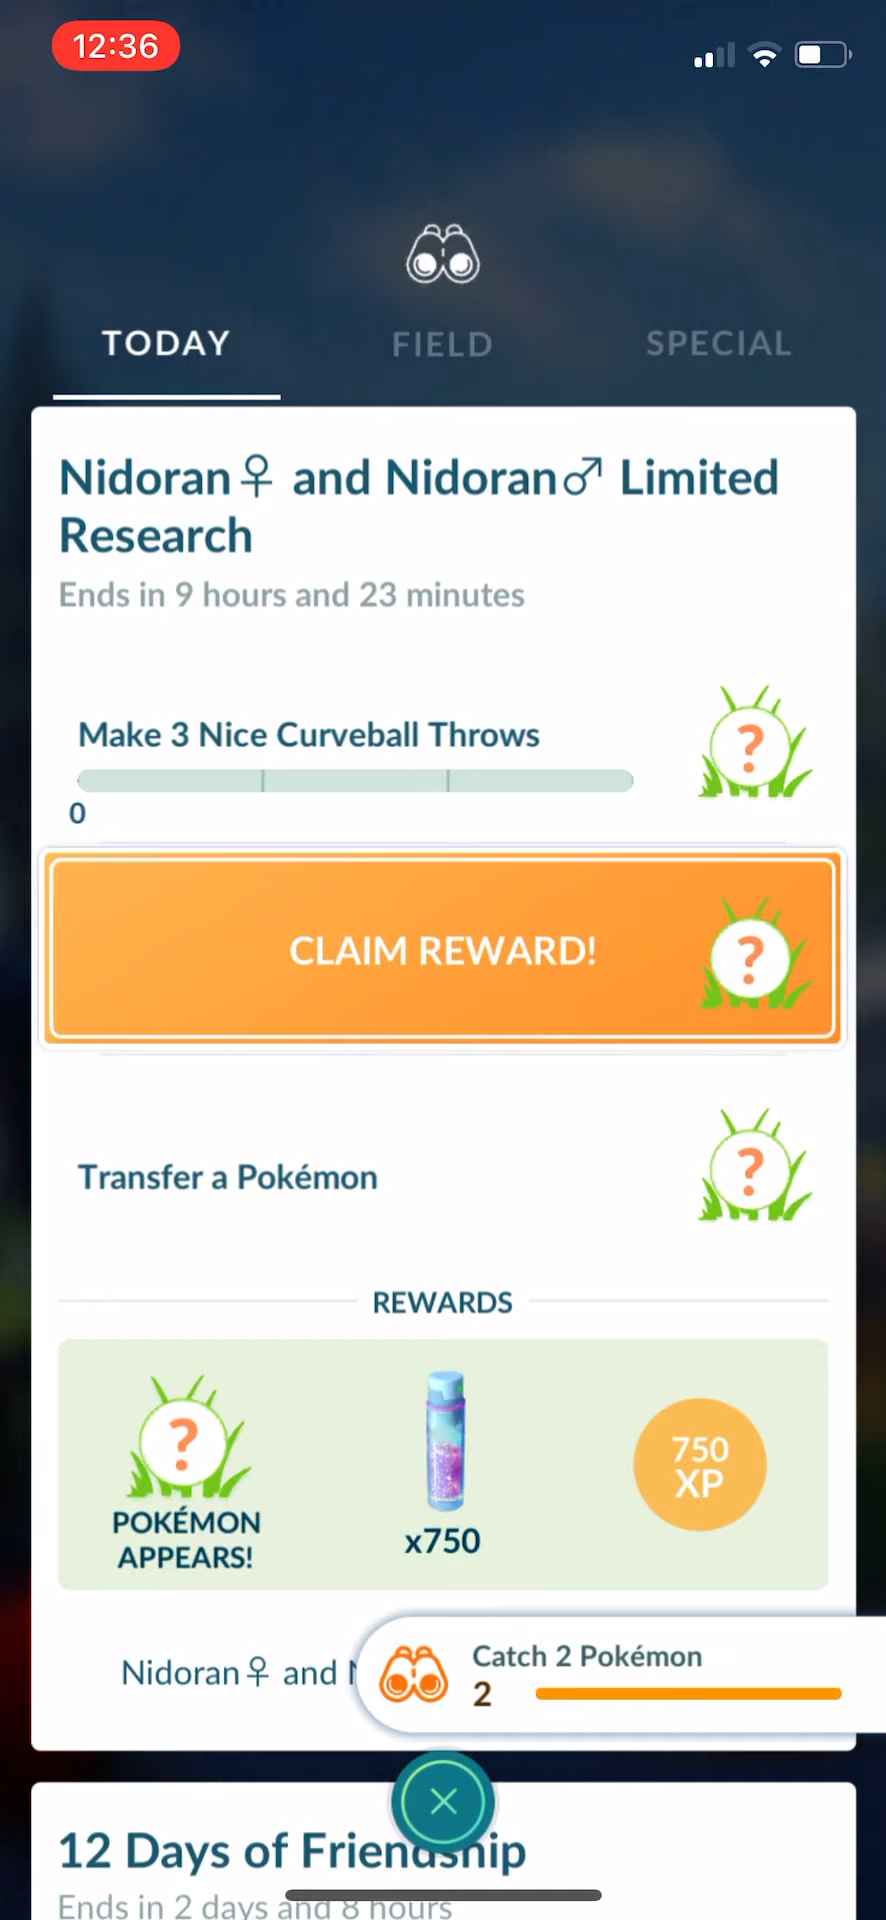 12:36
TODAY
FIELD
SPECIAL
Nidoran♀ and Nidoran♂ Limited
Research
Ends in 9 hours and 23 minutes
Make 3 Nice Curveball Throws
?
0
CLAIM REWARD!
?
Transfer a Pokémon
?
REWARDS
?
POKÉMON
APPEARS!
x750
750
XP
Nidoran♀ and
Catch 2 Pokémon
2
12 Days of Friendship
Ends in 2 days and 8 hours